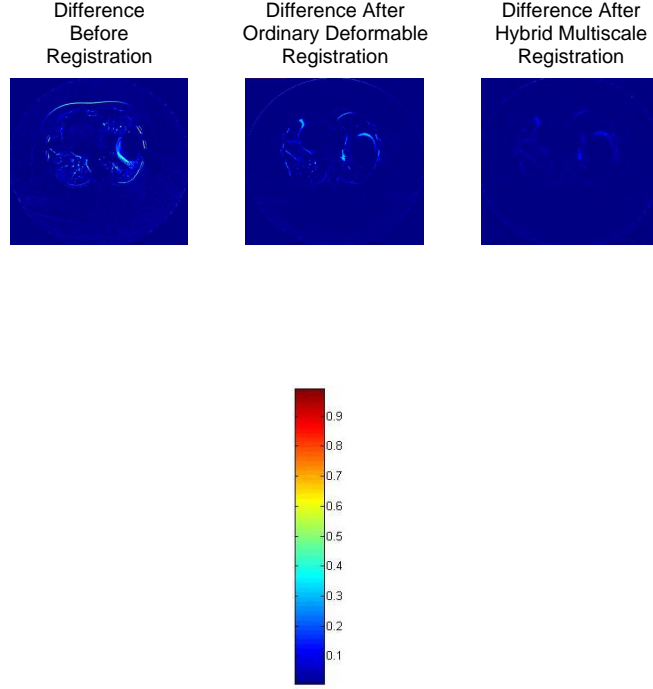 Difference
Before
Registration
Difference After
Ordinary Deformable
Registration
Difference After
Hybrid Multiscale
Registration
0.9
0.8
0.7
0.6
0.5
0.4
0.3
0.2
0.1